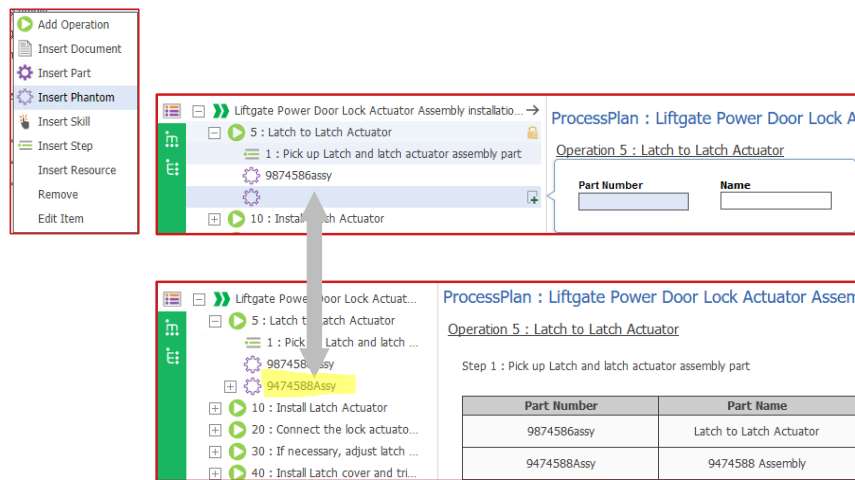 Add Operation
Insert Document
Insert Part
Insert Phantom
Insert Skill
Insert Step
Insert Resource
Remove
Edit Item
Liftgate Power Door Lock Actuator Assembly installatio...
5 : Latch to Latch Actuator
1 : Pick up Latch and latch actuator assembly part
9874586assy
10 : Install Latch Actuator
ProcessPlan : Liftgate Power Door Lock A
Operation 5 : Latch to Latch Actuator
Part Number Name
Liftgate Power Door Lock Actuat...
5 : Latch to Latch Actuator
1 : Pick Latch and latch ...
9874586assy
9474588Assy
10 : Install Latch Actuator
20 : Connect the lock actuato...
30 : If necessary, adjust latch ...
40 : Install Latch cover and tri...
ProcessPlan : Liftgate Power Door Lock Actuator Assem
Operation 5 : Latch to Latch Actuator
Step 1 : Pick up Latch and latch actuator assembly part
Part Number Part Name
9874586assy Latch to Latch Actuator
9474588Assy 9474588 Assembly